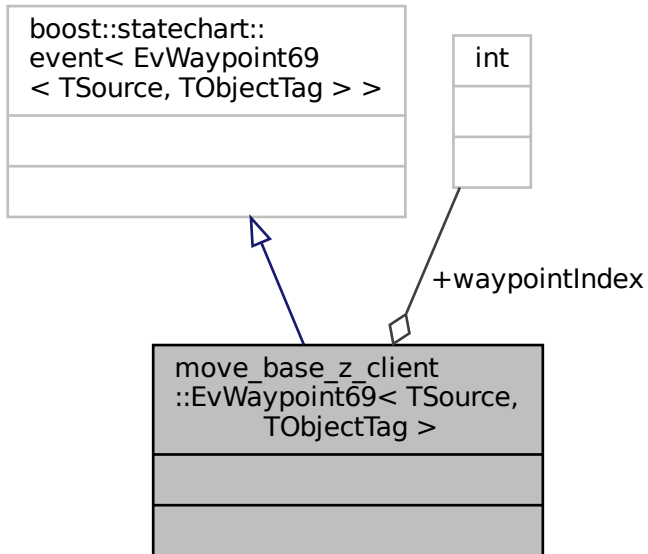 boost::statechart::
event< EvWaypoint69
< TSource, TObjectTag > >
int
+waypointIndex
move_base_z_client
::EvWaypoint69< TSource,
TObjectTag >